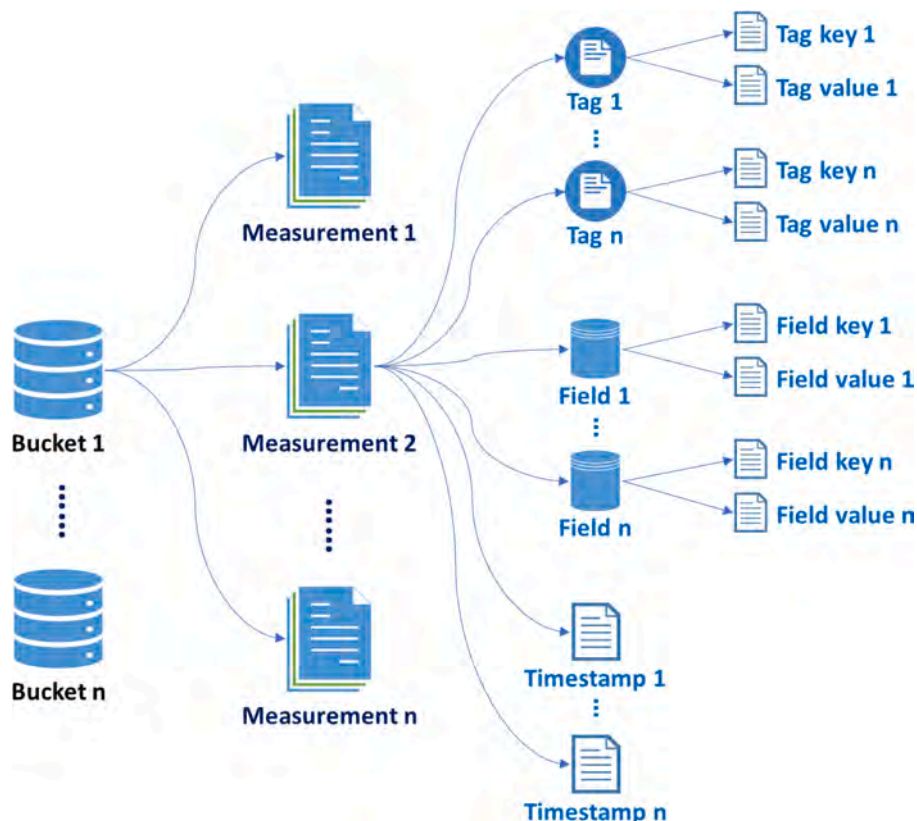 Tag 1
Tag key 1
Tag value 1
Tag n
Tag key n
Tag value n
Measurement 1
Bucket 1
Measurement 2
Field 1
Field key 1
Field value 1
Field n
Field key n
Field value n
Bucket n
Measurement n
Timestamp 1
Timestamp n